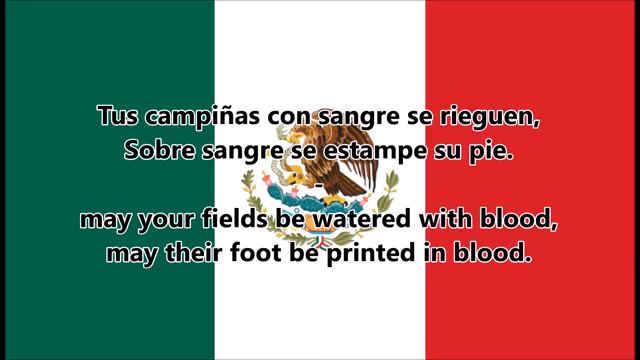 Tus campiñas con sangre se rieguen,
Sobre sangre se estampe su pie.
-
may your fields be watered with blood,
may their foot be printed in blood.